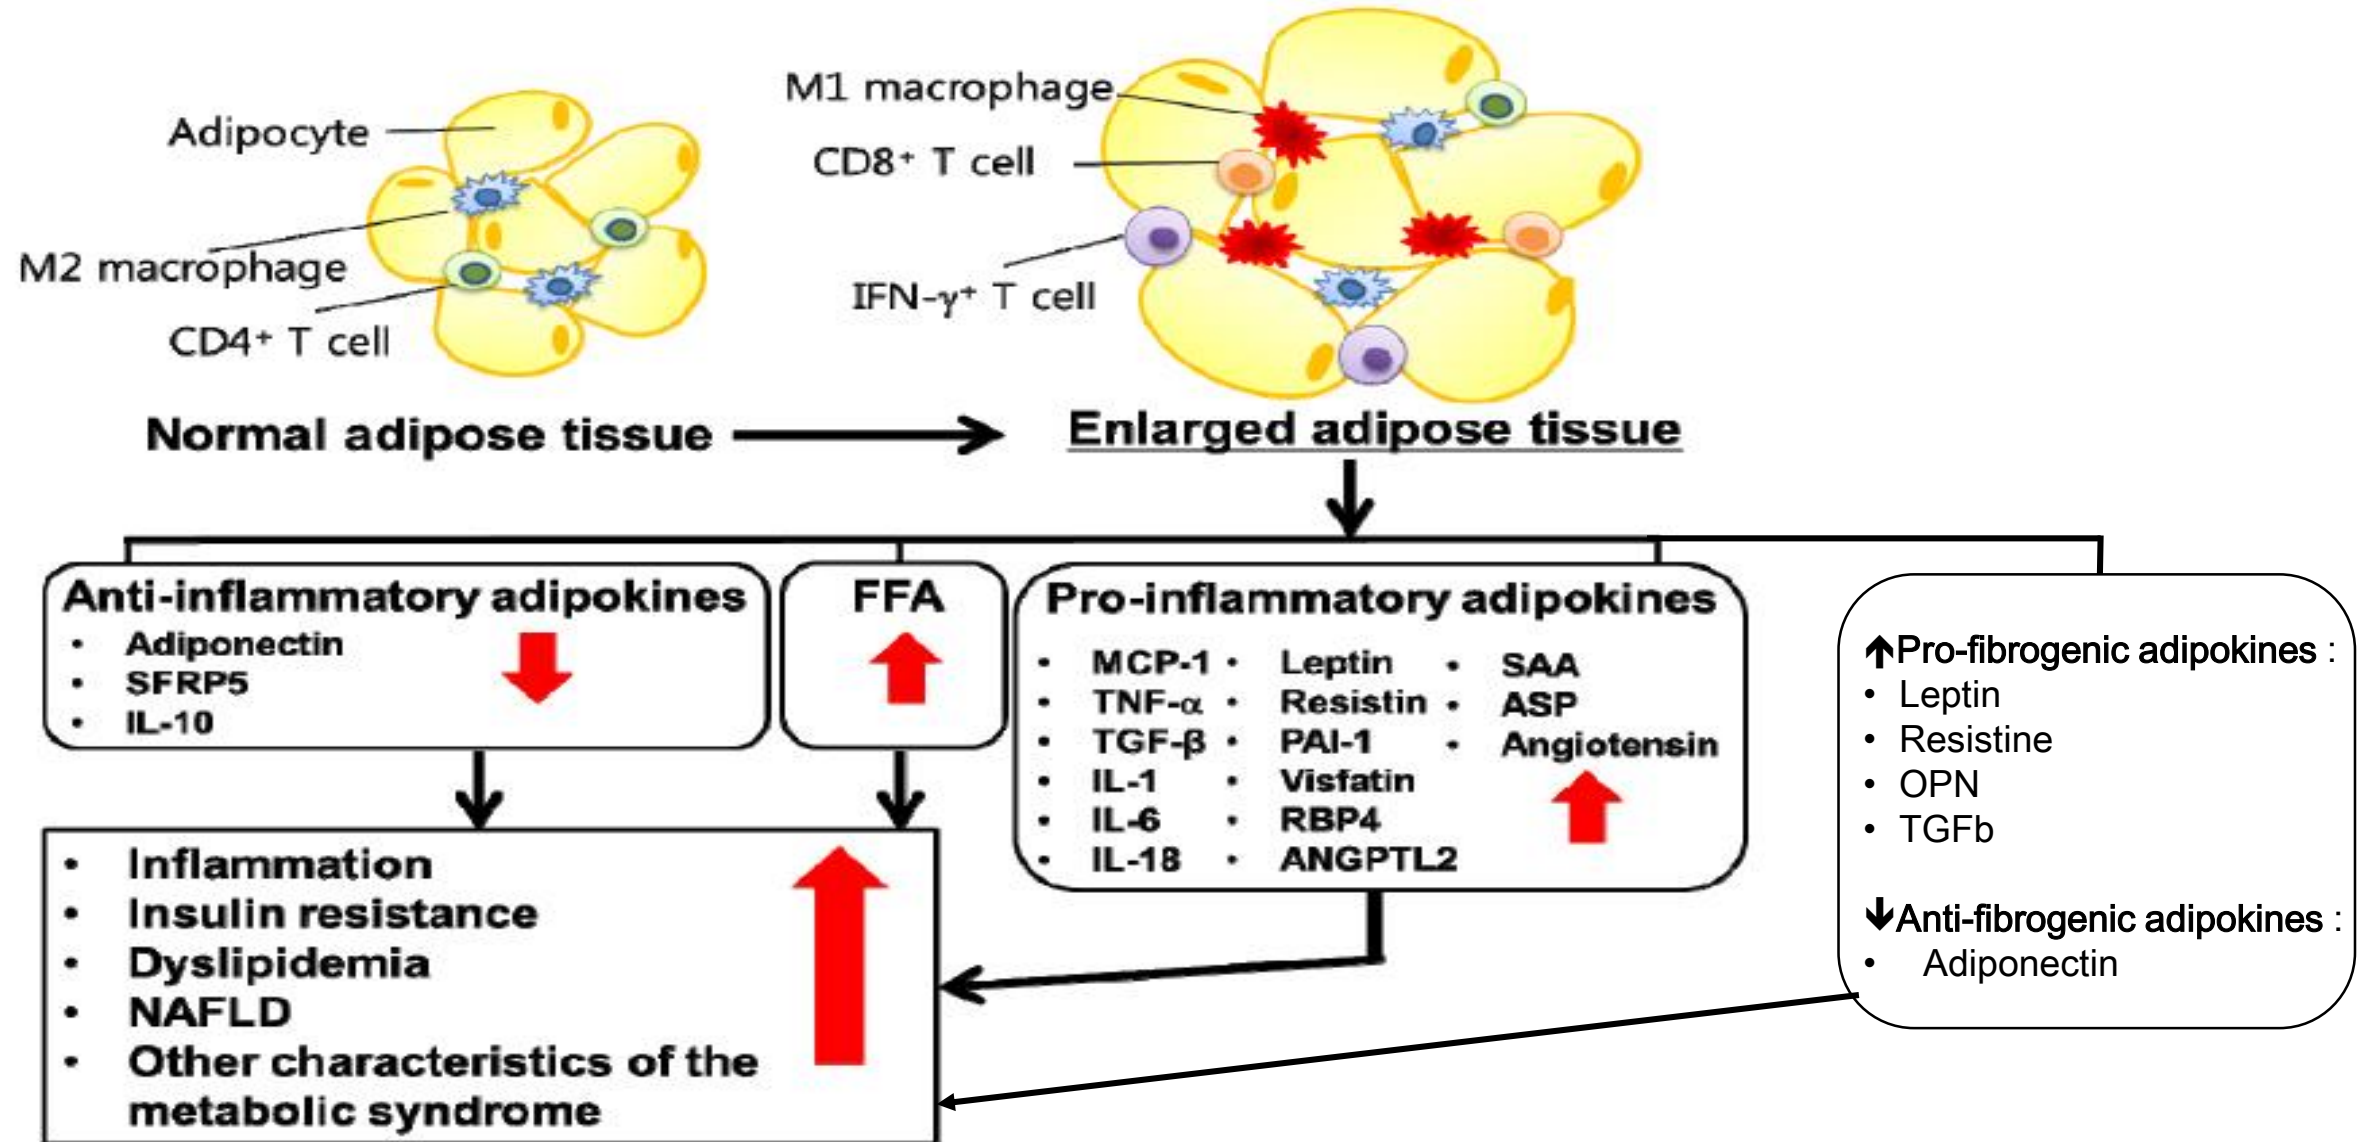 Adipocyte
M2 macrophage
CD4⁺ T cell
M1 macrophage
CD8⁺ T cell
IFN-γ⁺ T cell
Normal adipose tissue
Enlarged adipose tissue
Anti-inflammatory adipokines
• Adiponectin
• SFRP5
• IL-10
FFA
Pro-inflammatory adipokines
• MCP-1 • Leptin • SAA
• TNF-α • Resistin • ASP
• TGF-β • PAI-1 • Angiotensin
• IL-1 • Visfatin
• IL-6 • RBP4
• IL-18 • ANGPTL2
🡹Pro-fibrogenic adipokines :
• Leptin
• Resistine
• OPN
• TGFb
🡻Anti-fibrogenic adipokines :
• Adiponectin
• Inflammation
• Insulin resistance
• Dyslipidemia
• NAFLD
• Other characteristics of the
metabolic syndrome